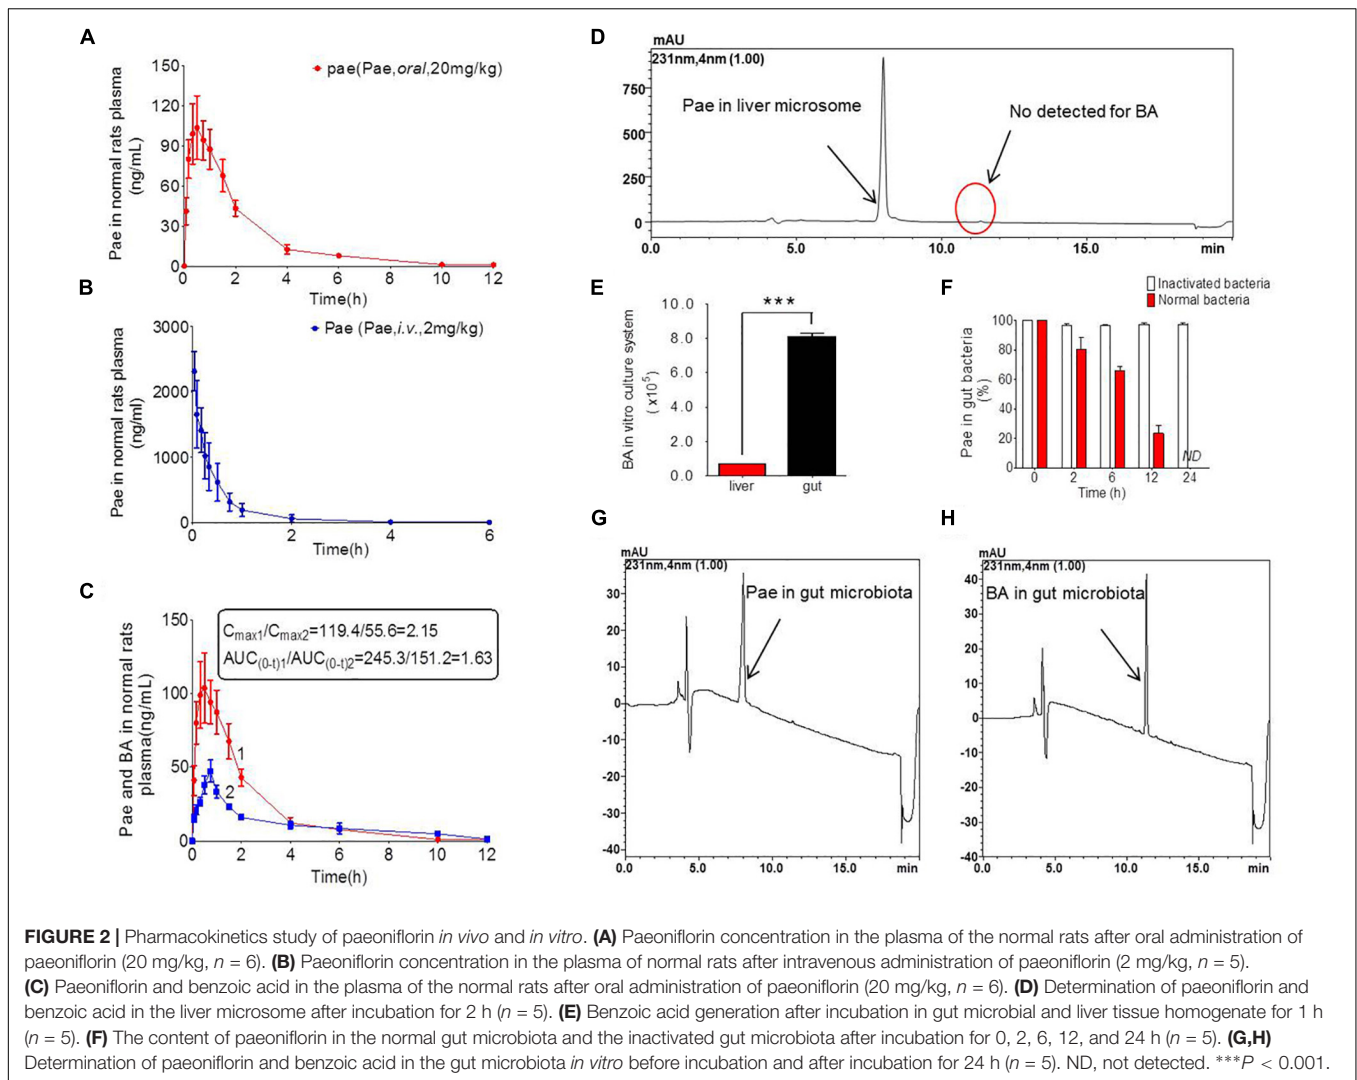 A
150
120
90
60
30
0
0 2 4 6 8 10 12
Time(h)
Pae in normal rats plasma
(ng/mL)
pae(Pae,oral,20mg/kg)
B
3000
2000
1000
0
0 2 4 6
Time(h)
Pae in normal rats plasma
(ng/ml)
Pae (Pae,i.v.,2mg/kg)
C
150
100
50
0
0 2 4 6 8 10 12
Time(h)
Pae and BA in normal rats
plasma(ng/mL)
Cmax1/Cmax2=119.4/55.6=2.15
AUC(0-t)1/AUC(0-t)2=245.3/151.2=1.63
1
2
D
mAU
231nm,4nm (1.00)
750
500
250
0
0.0 5.0 10.0 15.0 min
Pae in liver microsome
No detected for BA
E
BA in vitro culture system
( x10⁵)
10.0
8.0
6.0
4.0
2.0
0.0
***
liver gut
F
Inactivated bacteria
Normal bacteria
Pae in gut bacteria
(%)
100
80
60
40
20
0
ND
0 2 6 12 24
Time (h)
G
mAU
231nm,4nm (1.00)
30
20
10
0
-10
-20
-30
-40
0.0 5.0 10.0 15.0 min
Pae in gut microbiota
H
mAU
231nm,4nm (1.00)
40
30
20
10
0
-10
-20
-30
-40
0.0 5.0 10.0 15.0 min
BA in gut microbiota
FIGURE 2 | Pharmacokinetics study of paeoniflorin in vivo and in vitro. (A) Paeoniflorin concentration in the plasma of the normal rats after oral administration of
paeoniflorin (20 mg/kg, n = 6). (B) Paeoniflorin concentration in the plasma of normal rats after intravenous administration of paeoniflorin (2 mg/kg, n = 5).
(C) Paeoniflorin and benzoic acid in the plasma of the normal rats after oral administration of paeoniflorin (20 mg/kg, n = 6). (D) Determination of paeoniflorin and
benzoic acid in the liver microsome after incubation for 2 h (n = 5). (E) Benzoic acid generation after incubation in gut microbial and liver tissue homogenate for 1 h
(n = 5). (F) The content of paeoniflorin in the normal gut microbiota and the inactivated gut microbiota after incubation for 0, 2, 6, 12, and 24 h (n = 5). (G,H)
Determination of paeoniflorin and benzoic acid in the gut microbiota in vitro before incubation and after incubation for 24 h (n = 5). ND, not detected. ***P < 0.001.